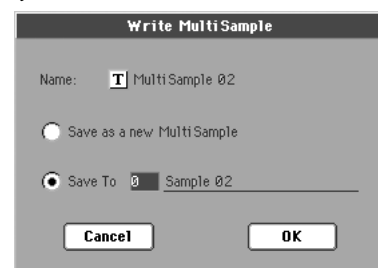 Write MultiSample
Name: T MultiSample 02
Save as a new MultiSample
Save To 0 Sample 02
Cancel OK